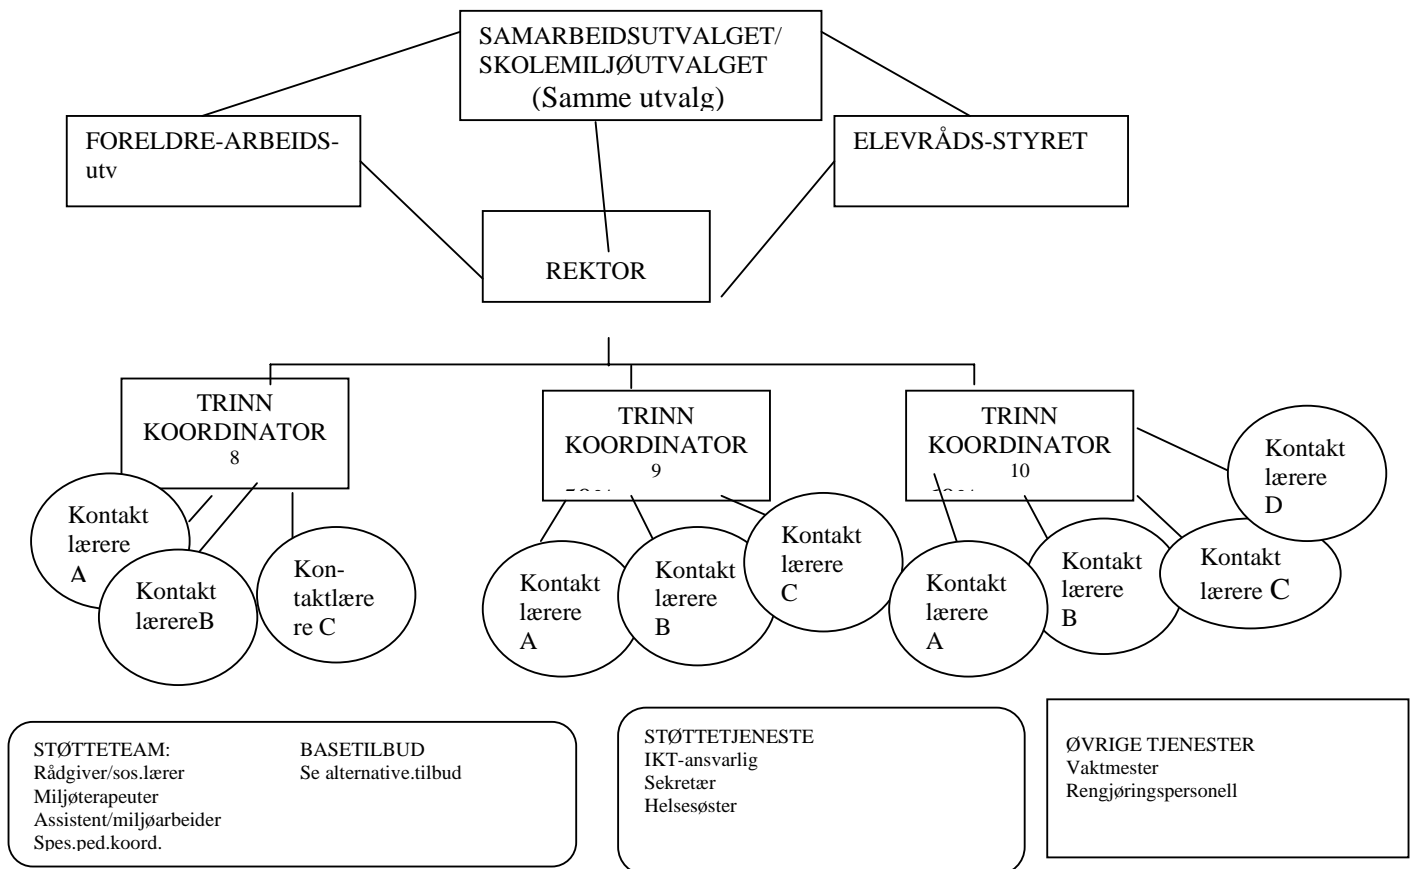 SAMARBEIDSUTVALGET/
SKOLEMILJØUTVALGET
(Samme utvalg)
FORELDRE-ARBEIDS-
utv
ELEVRÅDS-STYRET
REKTOR
TRINN
KOORDINATOR
8
TRINN
KOORDINATOR
9
TRINN
KOORDINATOR
10
Kontakt
lærere
A
Kontakt
lærereB
Kon-
taktlære
re C
Kontakt
lærere
A
Kontakt
lærere
B
Kontakt
lærere
C
Kontakt
lærere
A
Kontakt
lærere
B
Kontakt
lærere C
Kontakt
lærere
D
STØTTETEAM:
Rådgiver/sos.lærer
Miljøterapeuter
Assistent/miljøarbeider
Spes.ped.koord.
BASETILBUD
Se alternative.tilbud
STØTTETJENESTE
IKT-ansvarlig
Sekretær
Helsesøster
ØVRIGE TJENESTER
Vaktmester
Rengjøringspersonell